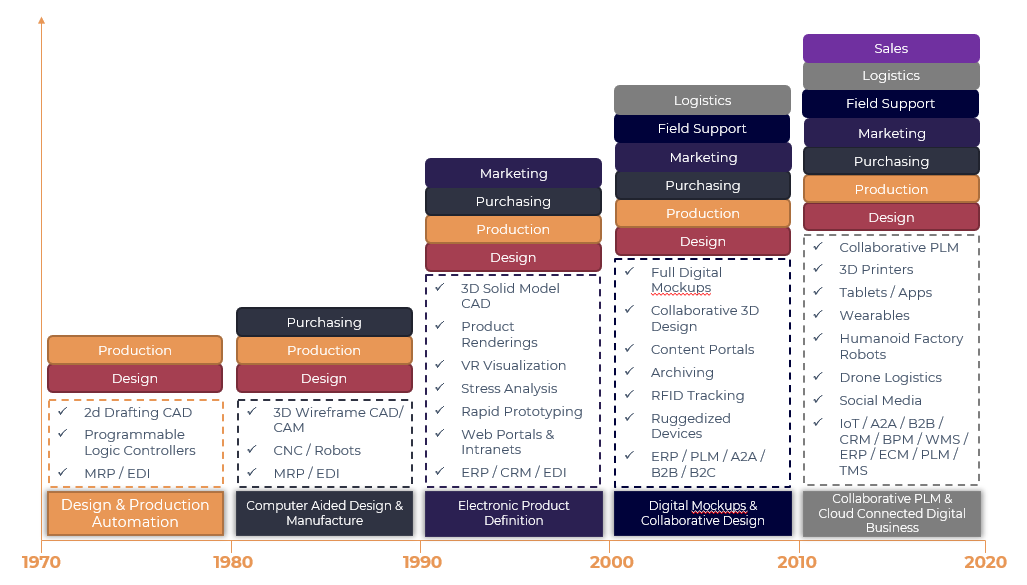 Production
Design
2d Drafting CAD
Programmable
Logic Controllers
MRP / EDI
Design & Production
Automation
Purchasing
Production
Design
3D Wireframe CAD/
CAM
CNC / Robots
MRP / EDI
Computer Aided Design &
Manufacture
Marketing
Purchasing
Production
Design
3D Solid Model
CAD
Product
Renderings
VR Visualization
Stress Analysis
Rapid Prototyping
Web Portals &
Intranets
ERP / CRM / EDI
Electronic Product
Definition
Logistics
Field Support
Marketing
Purchasing
Production
Design
Full Digital
Mockups
Collaborative 3D
Design
Content Portals
Archiving
RFID Tracking
Ruggedized
Devices
ERP / PLM / A2A /
B2B / B2C
Digital Mockups &
Collaborative Design
Sales
Logistics
Field Support
Marketing
Purchasing
Production
Design
Collaborative PLM
3D Printers
Tablets / Apps
Wearables
Humanoid Factory
Robots
Drone Logistics
Social Media
IoT / A2A / B2B /
CRM / BPM / WMS /
ERP / ECM / PLM /
TMS
Collaborative PLM &
Cloud Connected Digital
Business
1970
1980
1990
2000
2010
2020